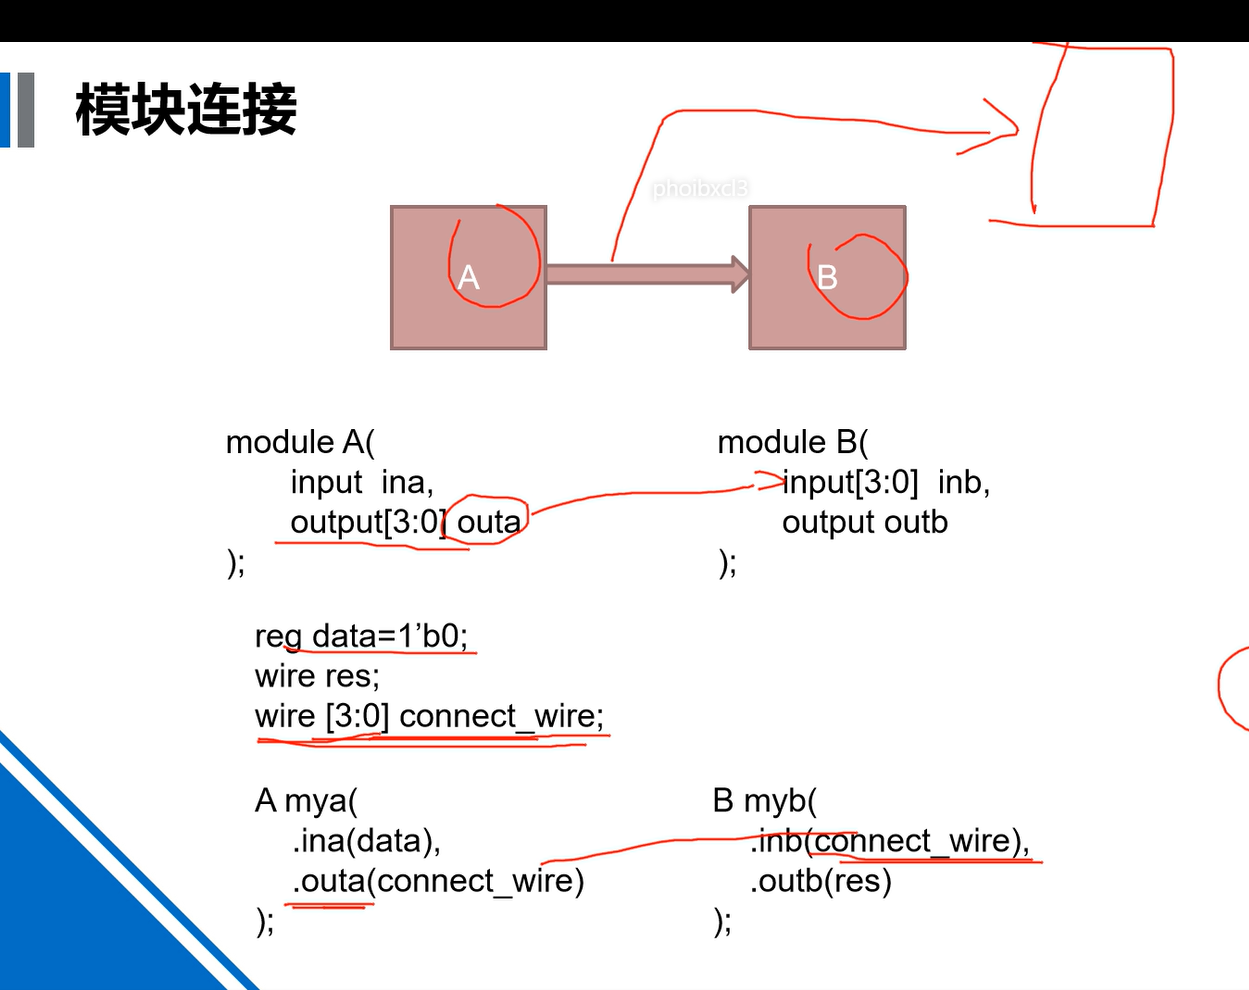 模块连接
phoibxcl3
A
B
module A(
input ina,
output[3:0] outa
);
module B(
input[3:0] inb,
output outb
);
reg data=1’b0;
wire res;
wire [3:0] connect_wire;
A mya(
.ina(data),
.outa(connect_wire)
);
B myb(
.inb(connect_wire),
.outb(res)
);